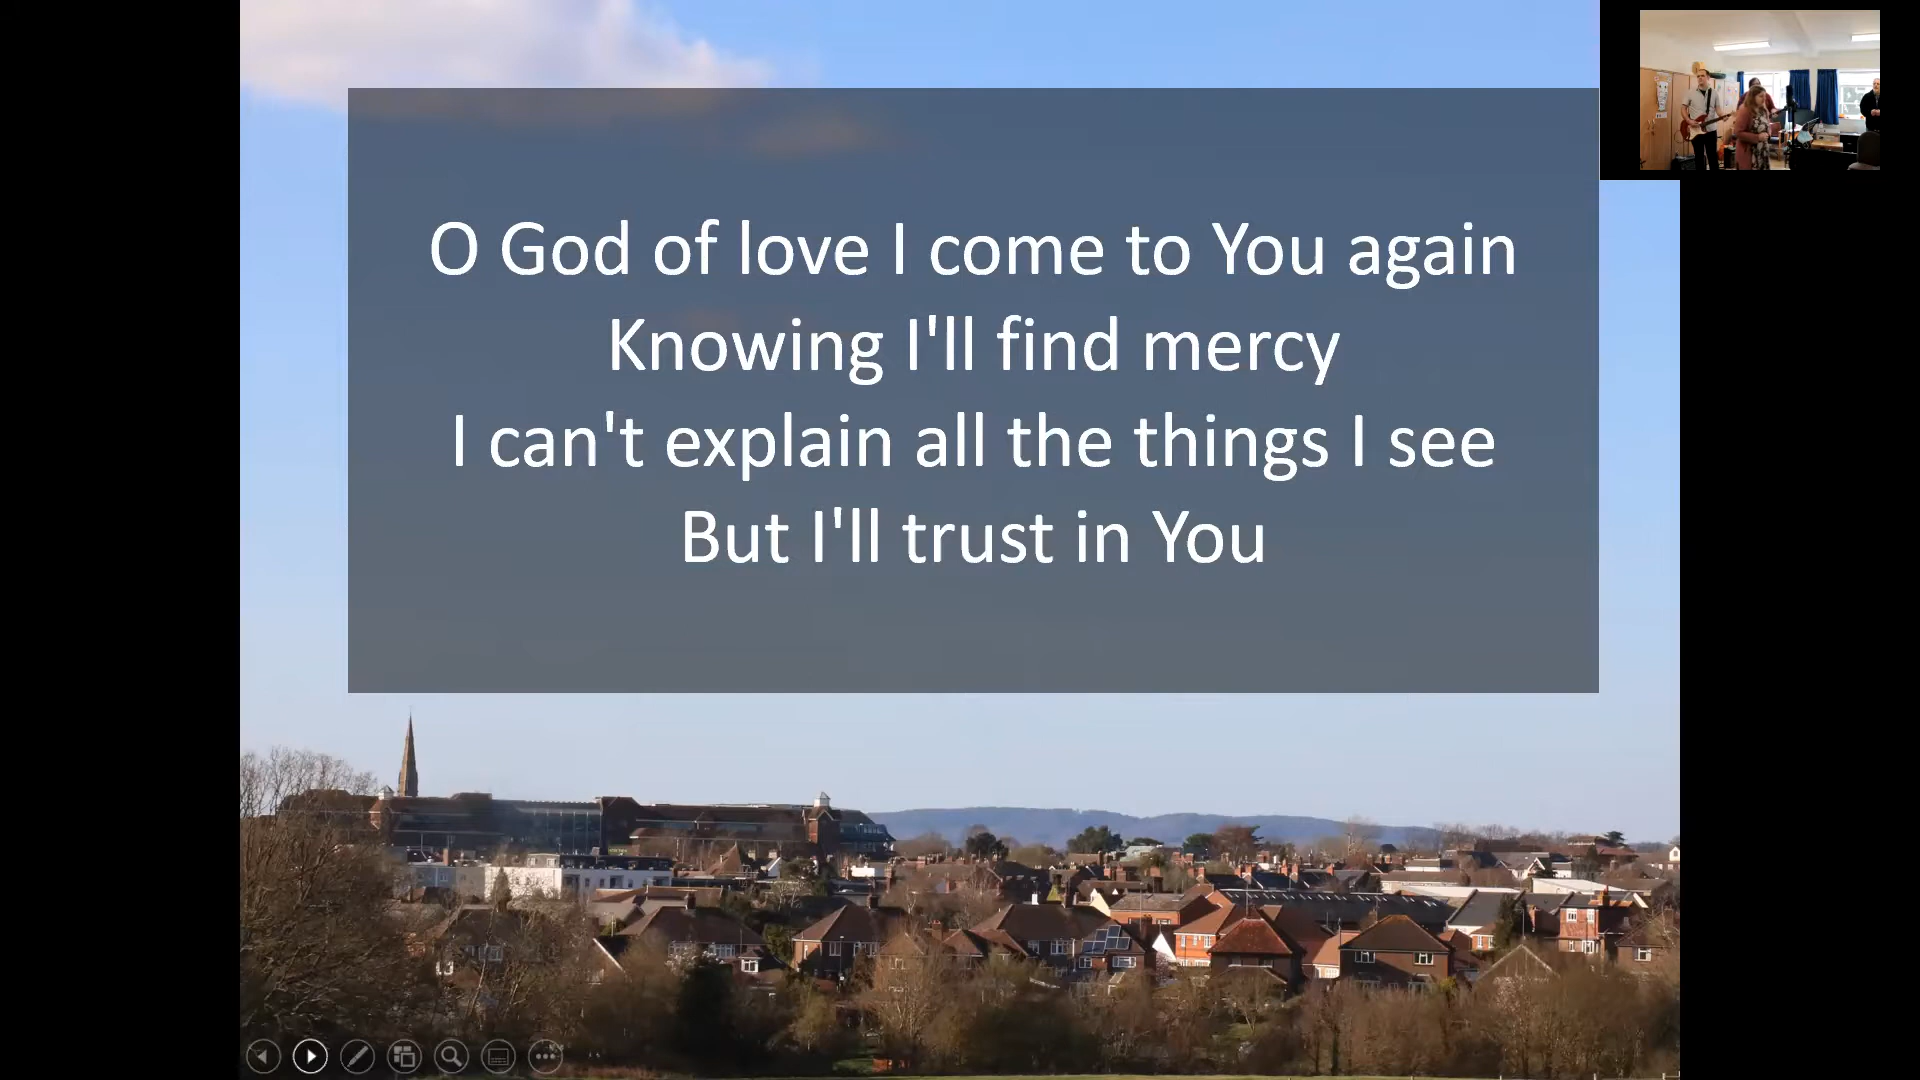 O God of love I come to You again
Knowing I'll find mercy
I can't explain all the things I see
But I'll trust in You